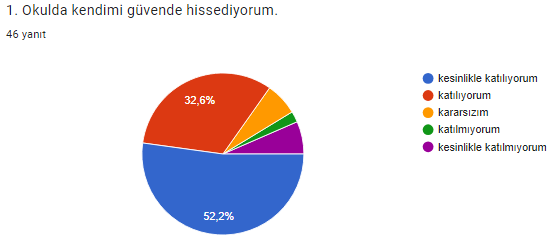 1. Okulda kendimi güvende hissediyorum.
46 yanıt
kesinlikle katılıyorum
katılıyorum
kararsızım
katılmıyorum
kesinlikle katılmıyorum
32,6%
52,2%